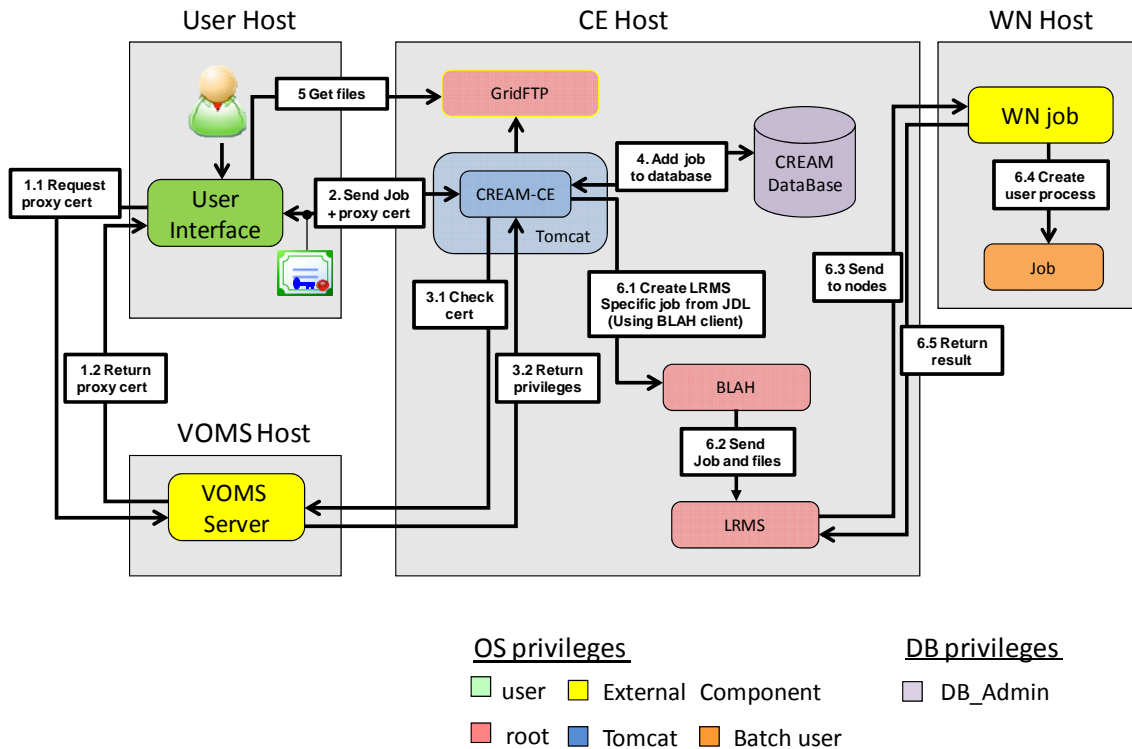 User Host
CE Host
WN Host
5 Get files
GridFTP
WN job
4. Add job
to database
CREAM
DataBase
1.1 Request
proxy cert
User
Interface
2. Send Job
+ proxy cert
CREAM-CE
Tomcat
6.4 Create
user process
Job
3.1 Check
cert
6.1 Create LRMS
Specific job from JDL
(Using BLAH client)
6.3 Send
to nodes
1.2 Return
proxy cert
3.2 Return
privileges
6.5 Return
result
BLAH
VOMS Host
6.2 Send
Job and files
VOMS
Server
LRMS
OS privileges
DB privileges
user
External Component
DB_Admin
root
Tomcat
Batch user